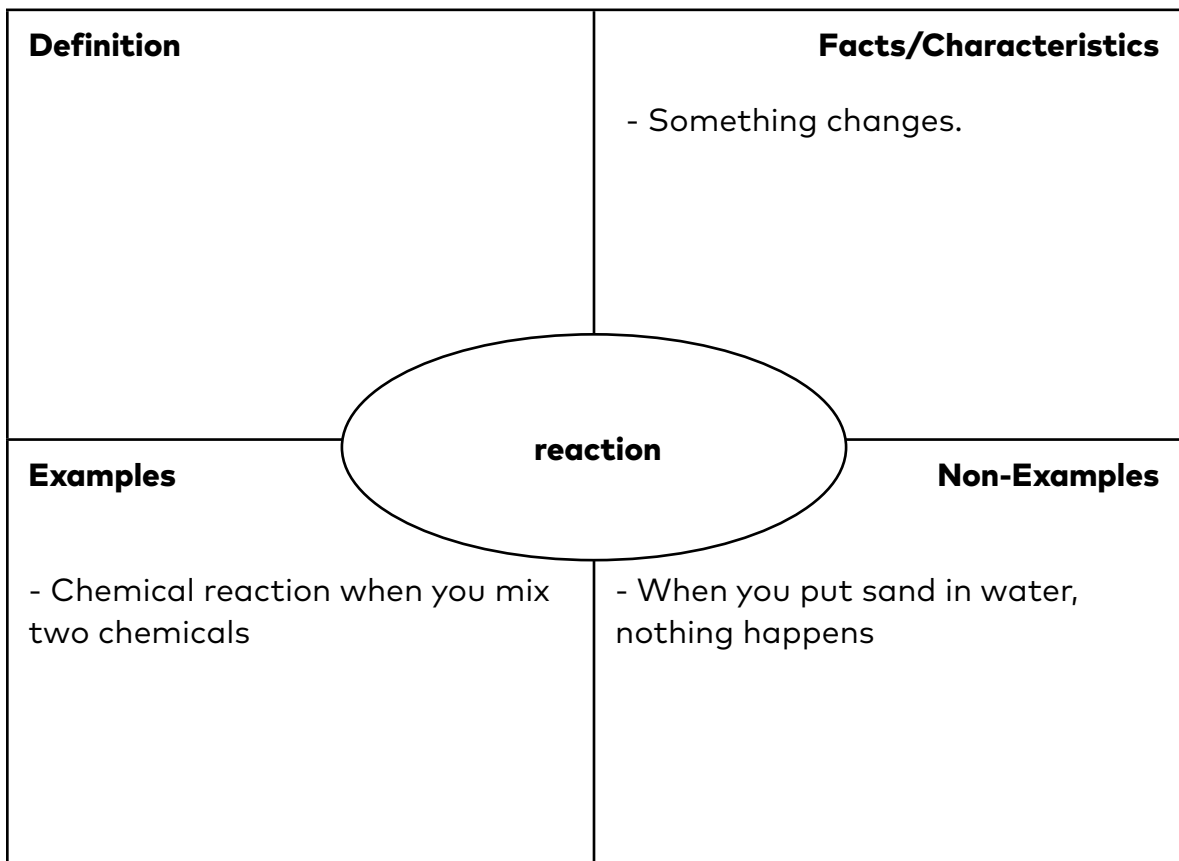 Definition
Facts/Characteristics
- Something changes.
reaction
Examples
Non-Examples
- Chemical reaction when you mix
two chemicals
- When you put sand in water,
nothing happens